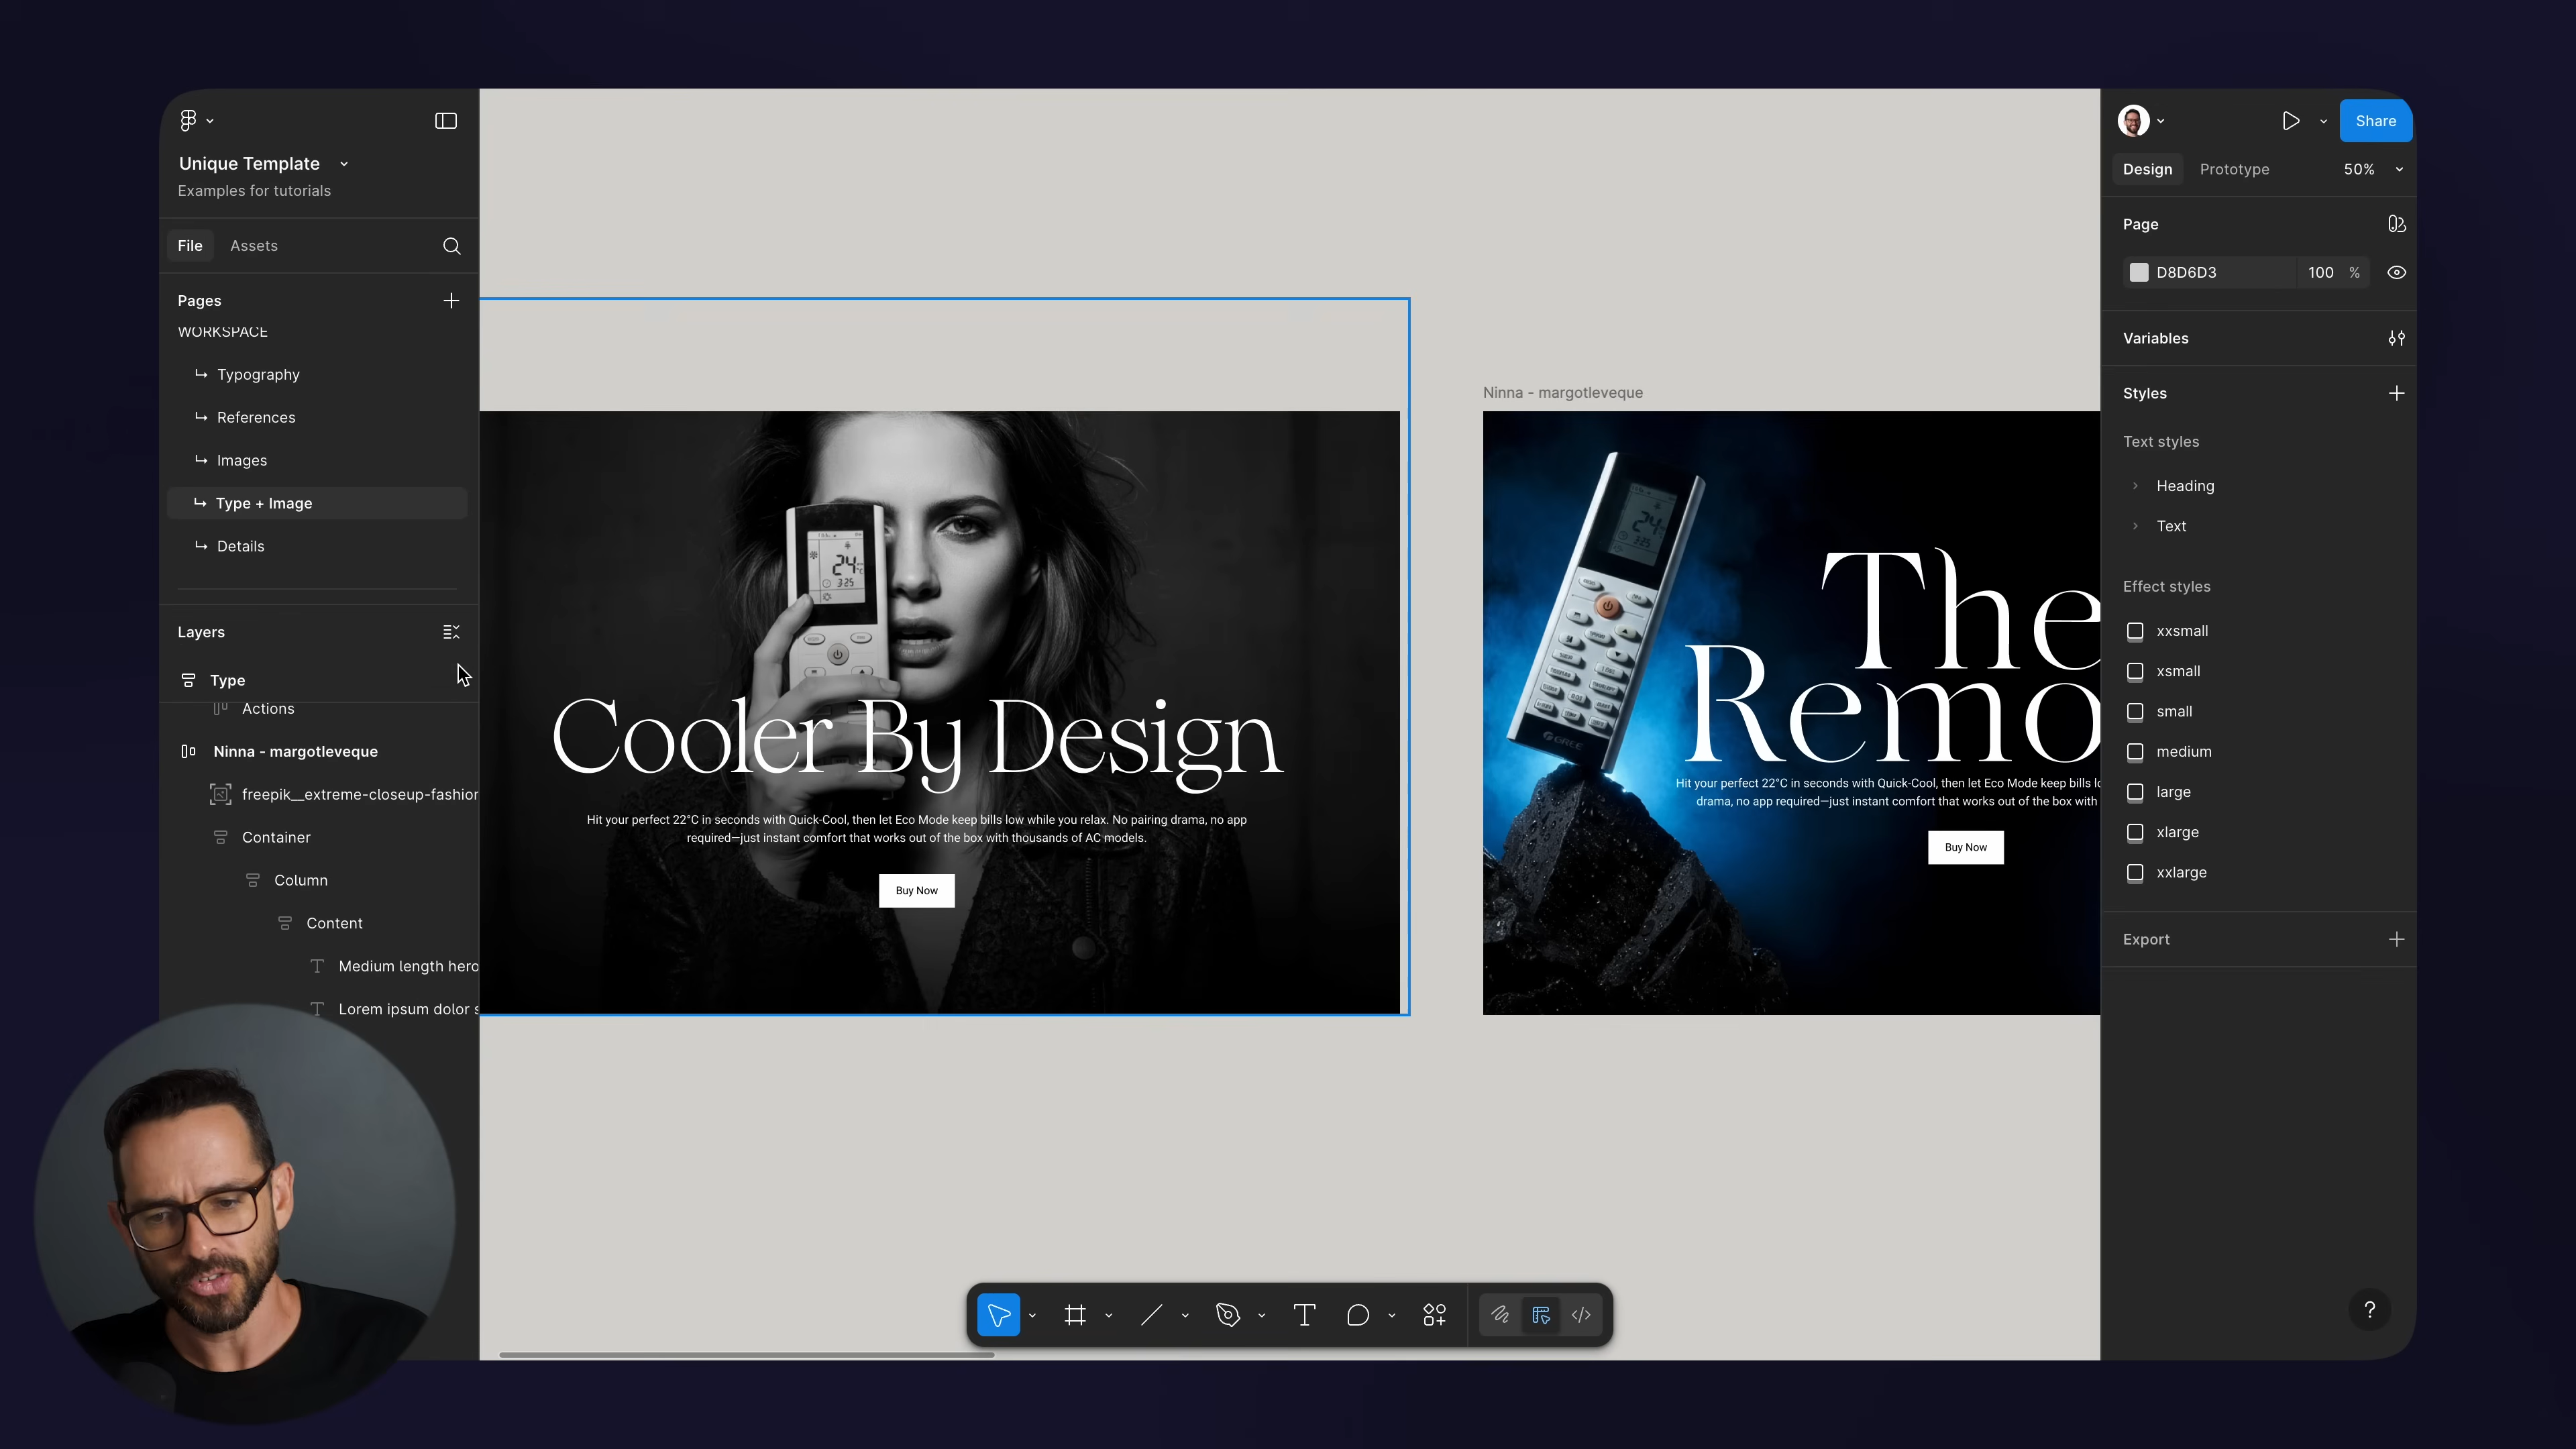 Unique Template
Examples for tutorials
File
Assets
Pages
WORKSPACE
Typography
References
Images
Type + Image
Details
Layers
Type
Actions
Ninna - margotleveque
freepik__extreme-closeup-fashion
Container
Column
Content
Medium length hero
Lorem ipsum dolor s
24
3:25
Cooler By Design
Hit your perfect 22°C in seconds with Quick-Cool, then let Eco Mode keep bills low while you relax. No pairing drama, no app
required—just instant comfort that works out of the box with thousands of AC models.
Buy Now
Ninna - margotleveque
24
3:25
GREE
The
Remo
Hit your perfect 22°C in seconds with Quick-Cool, then let Eco Mode keep bills lo
drama, no app required—just instant comfort that works out of the box with
Buy Now
Share
Design
Prototype
50%
Page
D8D6D3
100
%
Variables
Styles
Text styles
Heading
Text
Effect styles
xxsmall
xsmall
small
medium
large
xlarge
xxlarge
Export
?